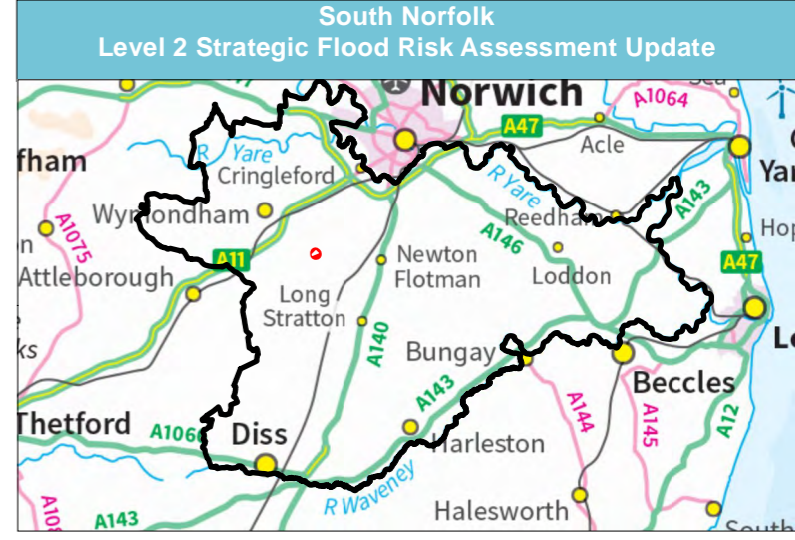 South Norfolk
Level 2 Strategic Flood Risk Assessment Update
Norwich
A1064
A47
Acle
R Yare
Cringleford
R Yare
A143
Wymondham
Reedham
A1075
A146
A11
Newton
Flotman
A47
Loddon
Attleborough
Long
Stratton
A140
Bungay
A143
Beccles
Thetford
A1066
Diss
A144
A145
A12
Harleston
R Waveney
Halesworth
A143